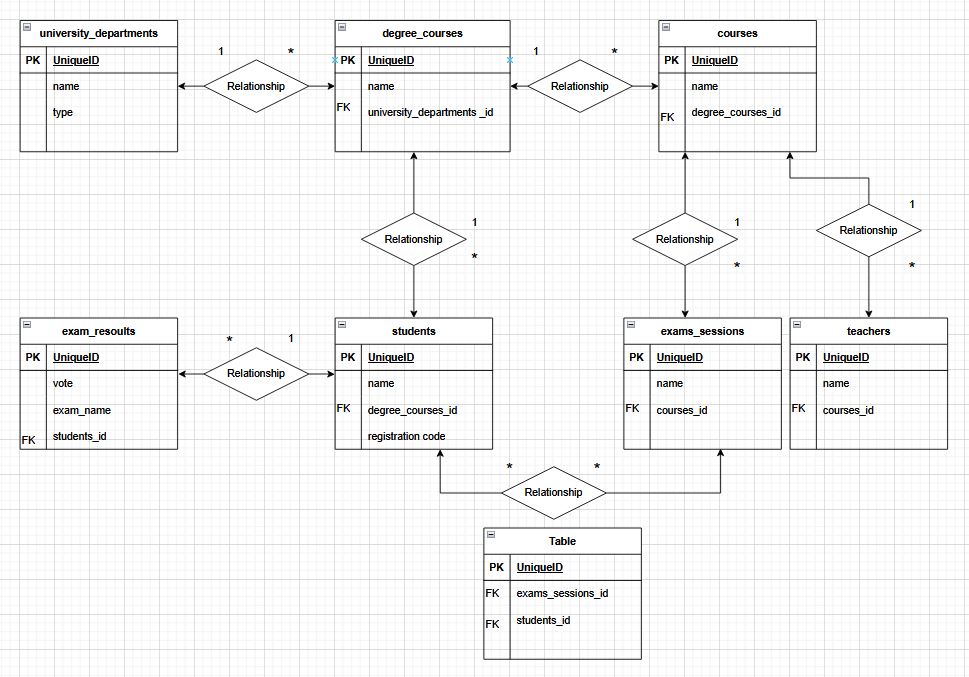 university_departments
PK UniqueID
name
type
1 *
Relationship
degree_courses
PK UniqueID
name
FK
university_departments _id
1 *
Relationship
courses
PK UniqueID
name
FK degree_courses_id
Relationship
1
*
Relationship
1
*
Relationship
1
*
exam_resoults
PK UniqueID
vote
exam_name
FK students_id
* 1
Relationship
students
PK UniqueID
name
FK degree_courses_id
registration code
exams_sessions
PK UniqueID
name
FK courses_id
teachers
PK UniqueID
name
FK courses_id
* *
Relationship
Table
PK UniqueID
FK exams_sessions_id
FK students_id